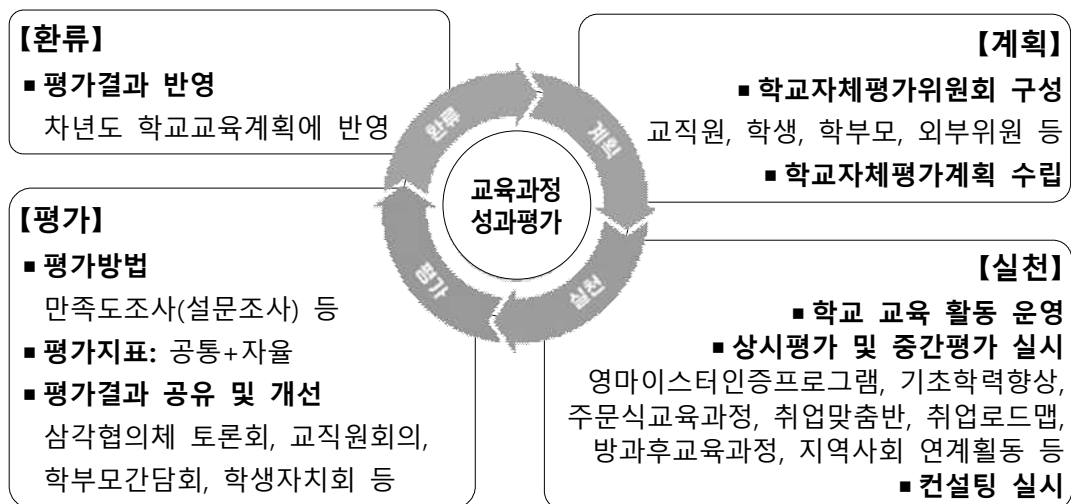 【환류】
■ 평가결과 반영
차년도 학교교육계획에 반영
【계획】
■ 학교자체평가위원회 구성
교직원, 학생, 학부모, 외부위원 등
■ 학교자체평가계획 수립
환류
계획
교육과정
성과평가
평가
실천
【평가】
■ 평가방법
만족도조사(설문조사) 등
■ 평가지표: 공통+자율
■ 평가결과 공유 및 개선
삼각협의체 토론회, 교직원회의,
학부모간담회, 학생자치회 등
【실천】
■ 학교 교육 활동 운영
■ 상시평가 및 중간평가 실시
영마이스터인증프로그램, 기초학력향상,
주문식교육과정, 취업맞춤반, 취업로드맵,
방과후교육과정, 지역사회 연계횔동 등
■ 컨설팅 실시